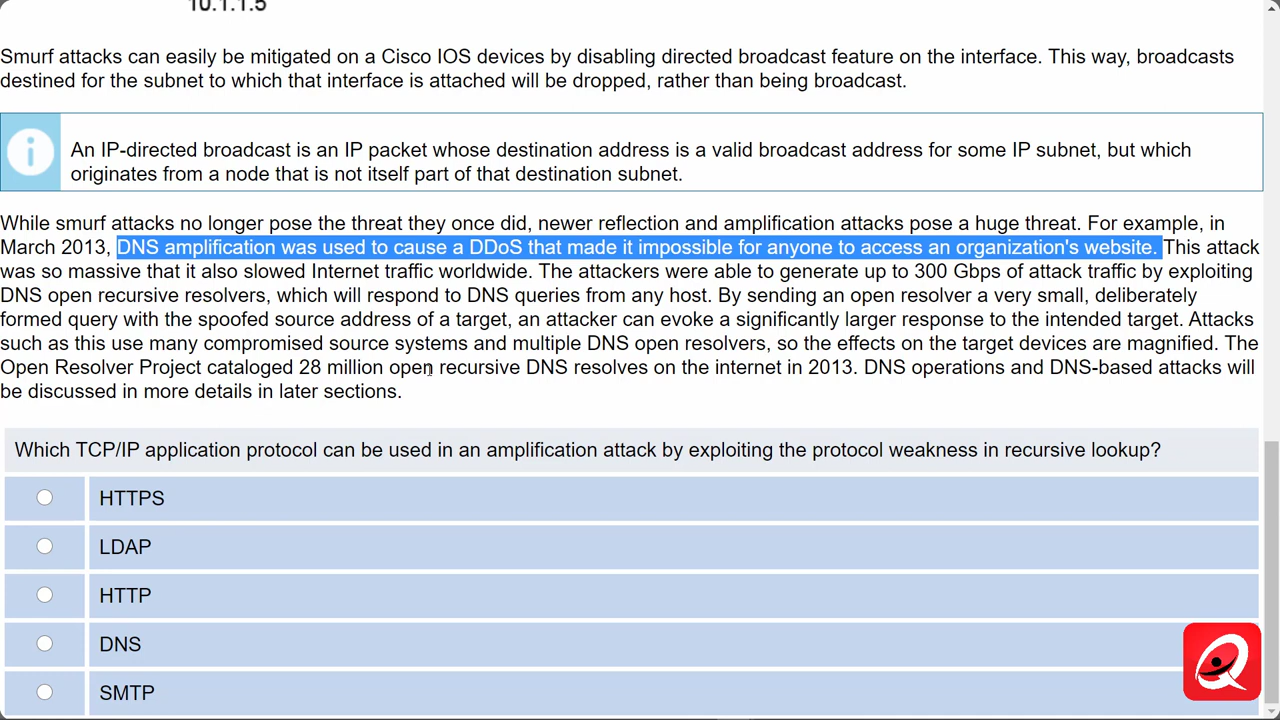 10.1.1.5
Smurf attacks can easily be mitigated on a Cisco IOS devices by disabling directed broadcast feature on the interface. This way, broadcasts
destined for the subnet to which that interface is attached will be dropped, rather than being broadcast.
An IP-directed broadcast is an IP packet whose destination address is a valid broadcast address for some IP subnet, but which
originates from a node that is not itself part of that destination subnet.
While smurf attacks no longer pose the threat they once did, newer reflection and amplification attacks pose a huge threat. For example, in
March 2013, DNS amplification was used to cause a DDoS that made it impossible for anyone to access an organization's website. This attack
was so massive that it also slowed Internet traffic worldwide. The attackers were able to generate up to 300 Gbps of attack traffic by exploiting
DNS open recursive resolvers, which will respond to DNS queries from any host. By sending an open resolver a very small, deliberately
formed query with the spoofed source address of a target, an attacker can evoke a significantly larger response to the intended target. Attacks
such as this use many compromised source systems and multiple DNS open resolvers, so the effects on the target devices are magnified. The
Open Resolver Project cataloged 28 million open recursive DNS resolves on the internet in 2013. DNS operations and DNS-based attacks will
be discussed in more details in later sections.
Which TCP/IP application protocol can be used in an amplification attack by exploiting the protocol weakness in recursive lookup?
HTTPS
LDAP
HTTP
DNS
SMTP